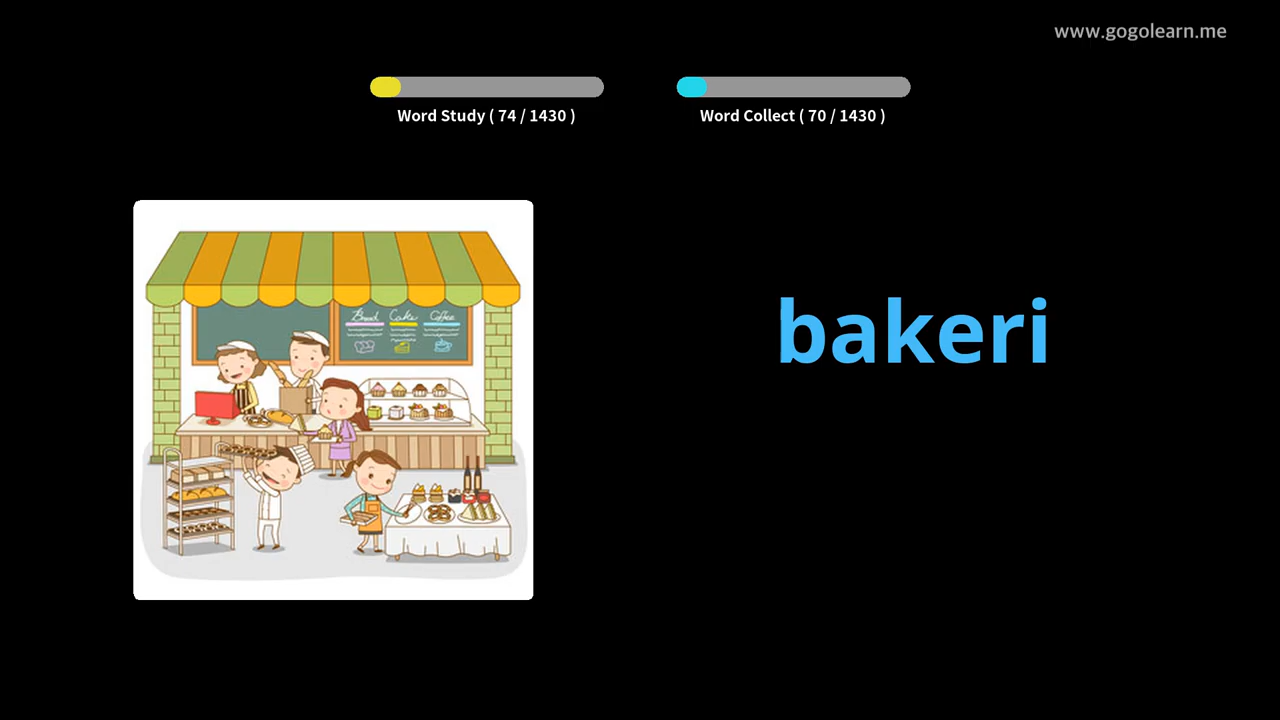 www.gogolearn.me
Word Study ( 74 / 1430 )
Word Collect ( 70 / 1430 )
Bread Cake Coffee
bakeri